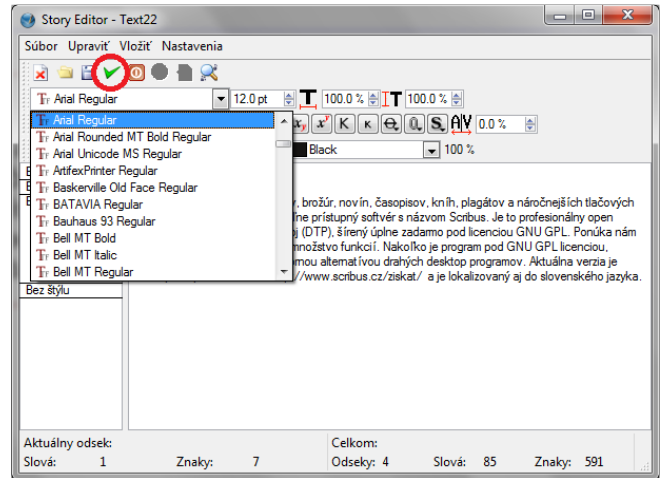 Story Editor - Text22
Súbor Upraviť Vložiť Nastavenia
Arial Regular 12.0 pt 100.0 % 100.0 %
Arial Regular
Arial Rounded MT Bold Regular 0.0 %
Arial Unicode MS Regular
Black 100 %
ArtifexPrinter Regular
Baskerville Old Face Regular
BATAVIA Regular
Bauhaus 93 Regular
Bell MT Bold
Bell MT Italic
Bell MT Regular
brožúr, novín, časopisov, kníh, plagátov a náročnejších tlačových
prístupný softvér s názvom Scribus. Je to profesionálny open
(DTP), šírený úplne zadarmo pod licenciou GNU GPL. Ponúka nám
množstvo funkcií. Nakoľko je program pod GNU GPL licenciou,
alternatívou drahých desktop programov. Aktuálna verzia je
//www.scribus.cz/ziskat/ a je lokalizovaný aj do slovenského jazyka.
Bez štýlu
Aktuálny odsek: Celkom:
Slová: 1 Znaky: 7 Odseky: 4 Slová: 85 Znaky: 591